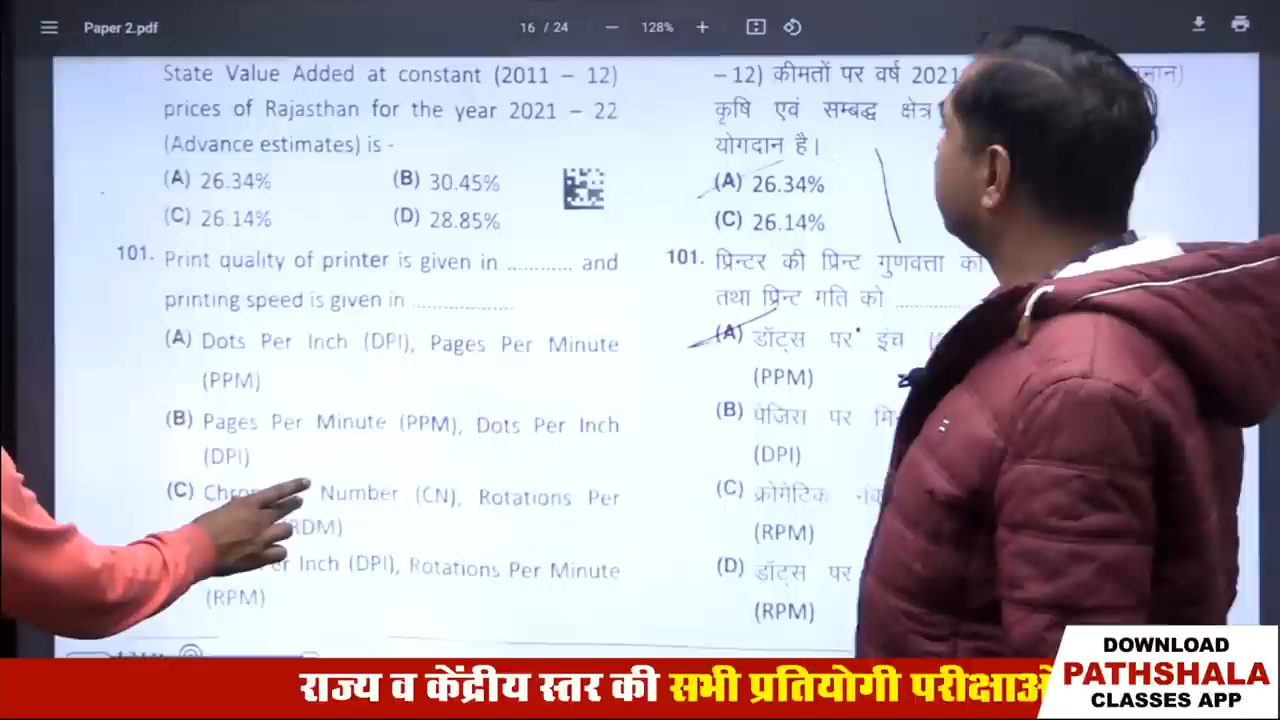 Paper 2.pdf
16 / 24
128%
State Value Added at constant (2011 – 12)
prices of Rajasthan for the year 2021 – 22
(Advance estimates) is -
(A) 26.34%
(B) 30.45%
(C) 26.14%
(D) 28.85%
101. Print quality of printer is given in ............ and
printing speed is given in ...................
(A) Dots Per Inch (DPI), Pages Per Minute
(PPM)
(B) Pages Per Minute (PPM), Dots Per Inch
(DPI)
(C) Number (CN), Rotations Per
Inch (DPI), Rotations Per Minute
(RPM)
– 12) कीमतों पर वर्ष 2021
कृषि एवं सम्बद्ध क्षेत्र
योगदान है।
(A) 26.34%
(C) 26.14%
101. प्रिन्टर की प्रिन्ट गुणवत्ता को
तथा प्रिन्ट गति को ............
(A) डॉट्स पर इंच
(PPM)
(B) पेजिस पर
(DPI)
(C) क्रोमेटिक
(RPM)
(D) डॉट्स पर
(RPM)
राज्य व केंद्रीय स्तर की सभी प्रतियोगी परीक्षाओं
DOWNLOAD
PATHSHALA
CLASSES APP